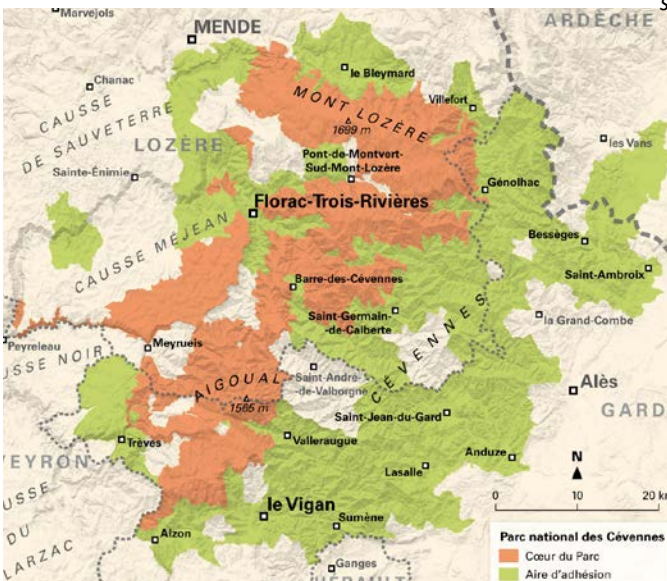 Marvejols
MENDE
ARDÈCHE
le Bleymard
Chanac
CAUSSE
DE SAUVETERRE
MONT LOZÈRE
1699 m
Villefort
LOZÈRE
les Vans
Pont-de-Montvert-
Sud-Mont-Lozère
Sainte-Énimie
Génolhac
Florac-Trois-Rivières
CAUSSE MÉJEAN
Bessèges
Saint-Ambroix
Barre-des-Cévennes
Saint-Germain-
-de-Calberte
la Grand-Combe
CÉVENNES
Peyreleau
Meyrueis
USSE NOIR
AIGOUAL
1565 m
Saint-André-
-de-Valborgne
Alès
GARD
Saint-Jean-du-Gard
Trèves
Valleraugue
Anduze
Lasalle
N
EYRON
USSE
DU
LARZAC
le Vigan
Sumène
Alzon
Ganges
HÉRAULT
0 10 20 km
Parc national des Cévennes
Cœur du Parc
Aire d'adhésion